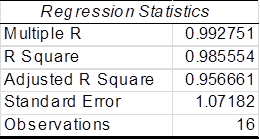 Regression Statistics
Multiple R 0.992751
R Square 0.985554
Adjusted R Square 0.956661
Standard Error 1.07182
Observations 16